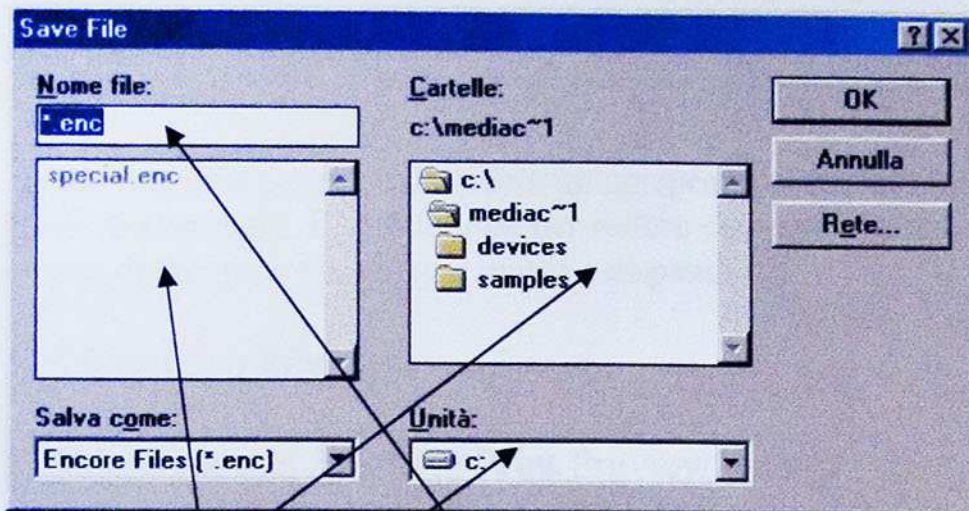 Save File
Nome file:
*.enc
special.enc
Salva come:
Encore Files (*.enc)
Cartelle:
c:\mediac~1
c:\
mediac~1
devices
samples
Unità:
c:
OK
Annulla
Rete...